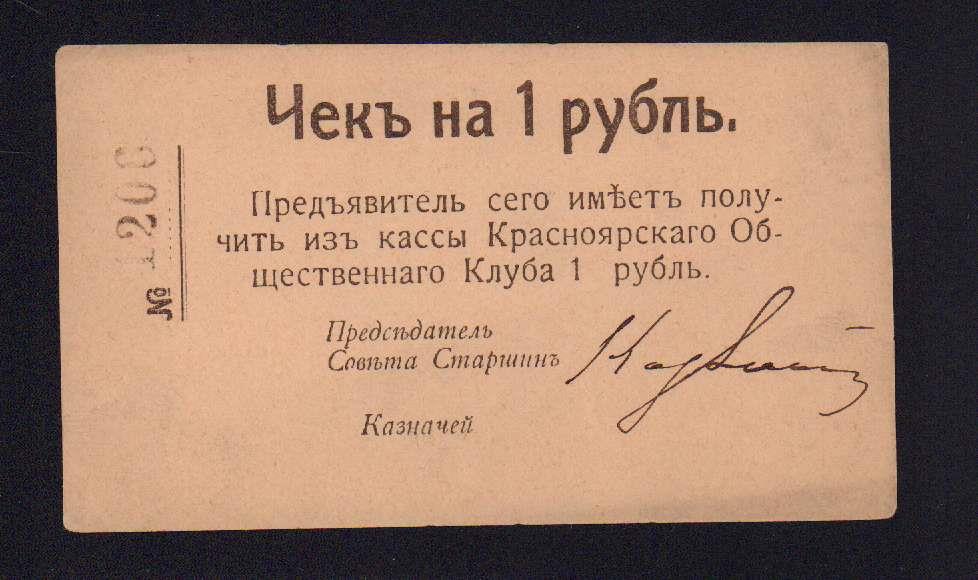 Чекъ на 1 рубль.
№ 1206
Предъявитель сего имѣетъ полу-
чить изъ кассы Красноярскаго Об-
щественнаго Клуба 1 рубль.
Предсѣдатель
Совѣта Старшинъ
Казначей